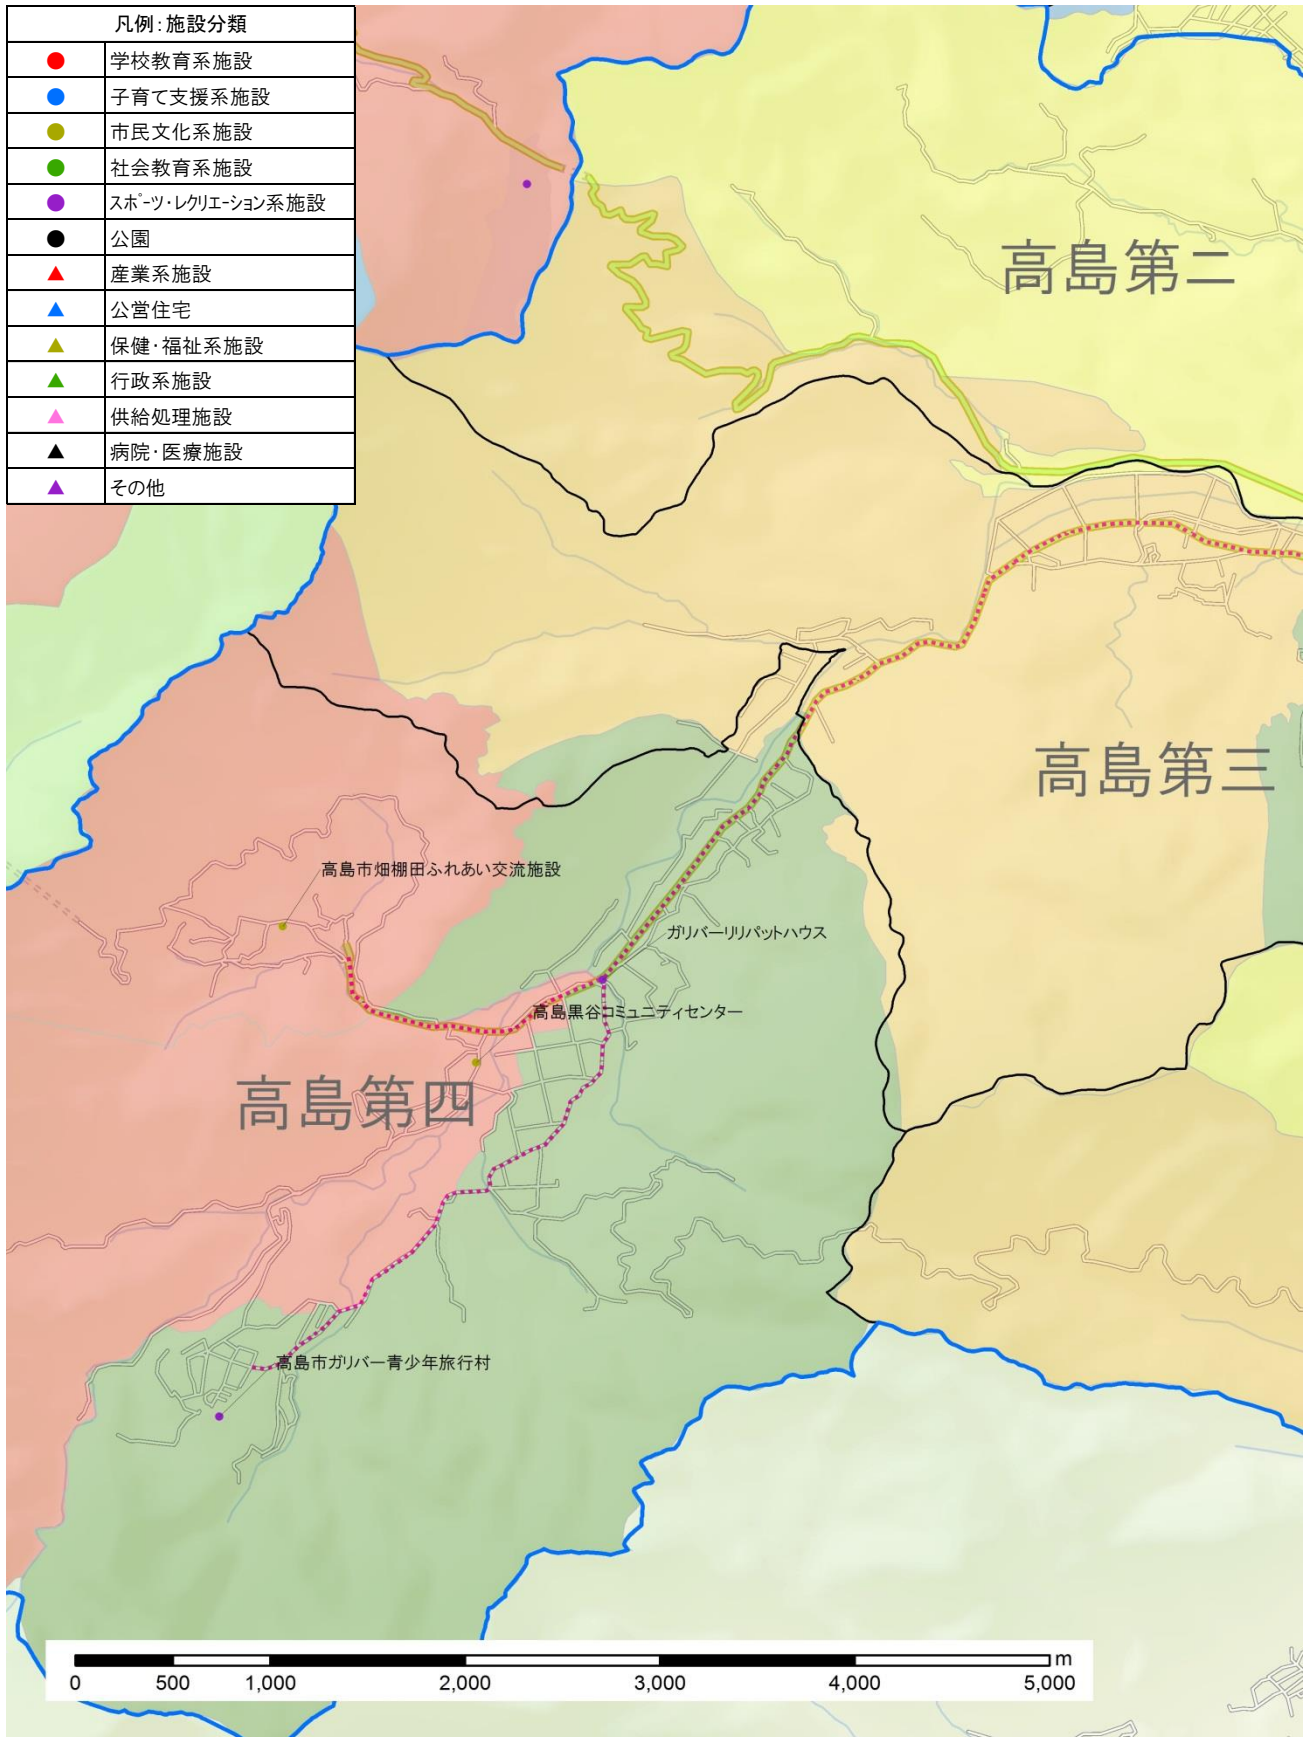 凡例：施設分類
学校教育系施設
子育て支援系施設
市民文化系施設
社会教育系施設
スポーツ・レクリエーション系施設
公園
産業系施設
公営住宅
保健・福祉系施設
行政系施設
供給処理施設
病院・医療施設
その他
高島第二
高島第三
高島市畑棚田ふれあい交流施設
ガリバーリリパットハウス
高島黒谷コミュニティセンター
高島第四
高島市ガリバー青少年旅行村
m
0 500 1,000 2,000 3,000 4,000 5,000